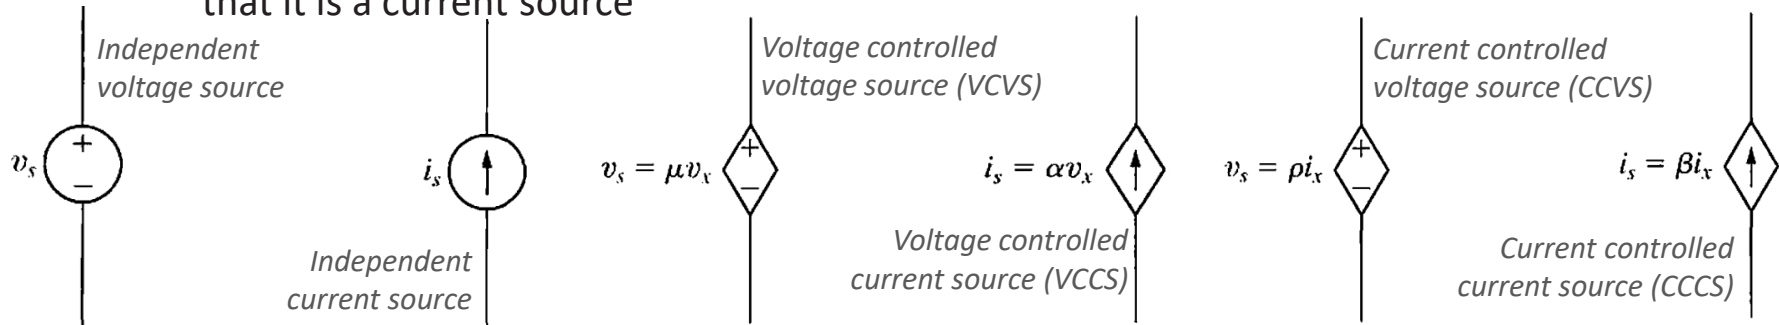 that it is a current source
Independent
voltage source
v_s
+
−
Independent
current source
i_s
Voltage controlled
voltage source (VCVS)
v_s = μv_x
+
−
Voltage controlled
current source (VCCS)
i_s = αv_x
Current controlled
voltage source (CCVS)
v_s = ρi_x
+
−
Current controlled
current source (CCCS)
i_s = βi_x